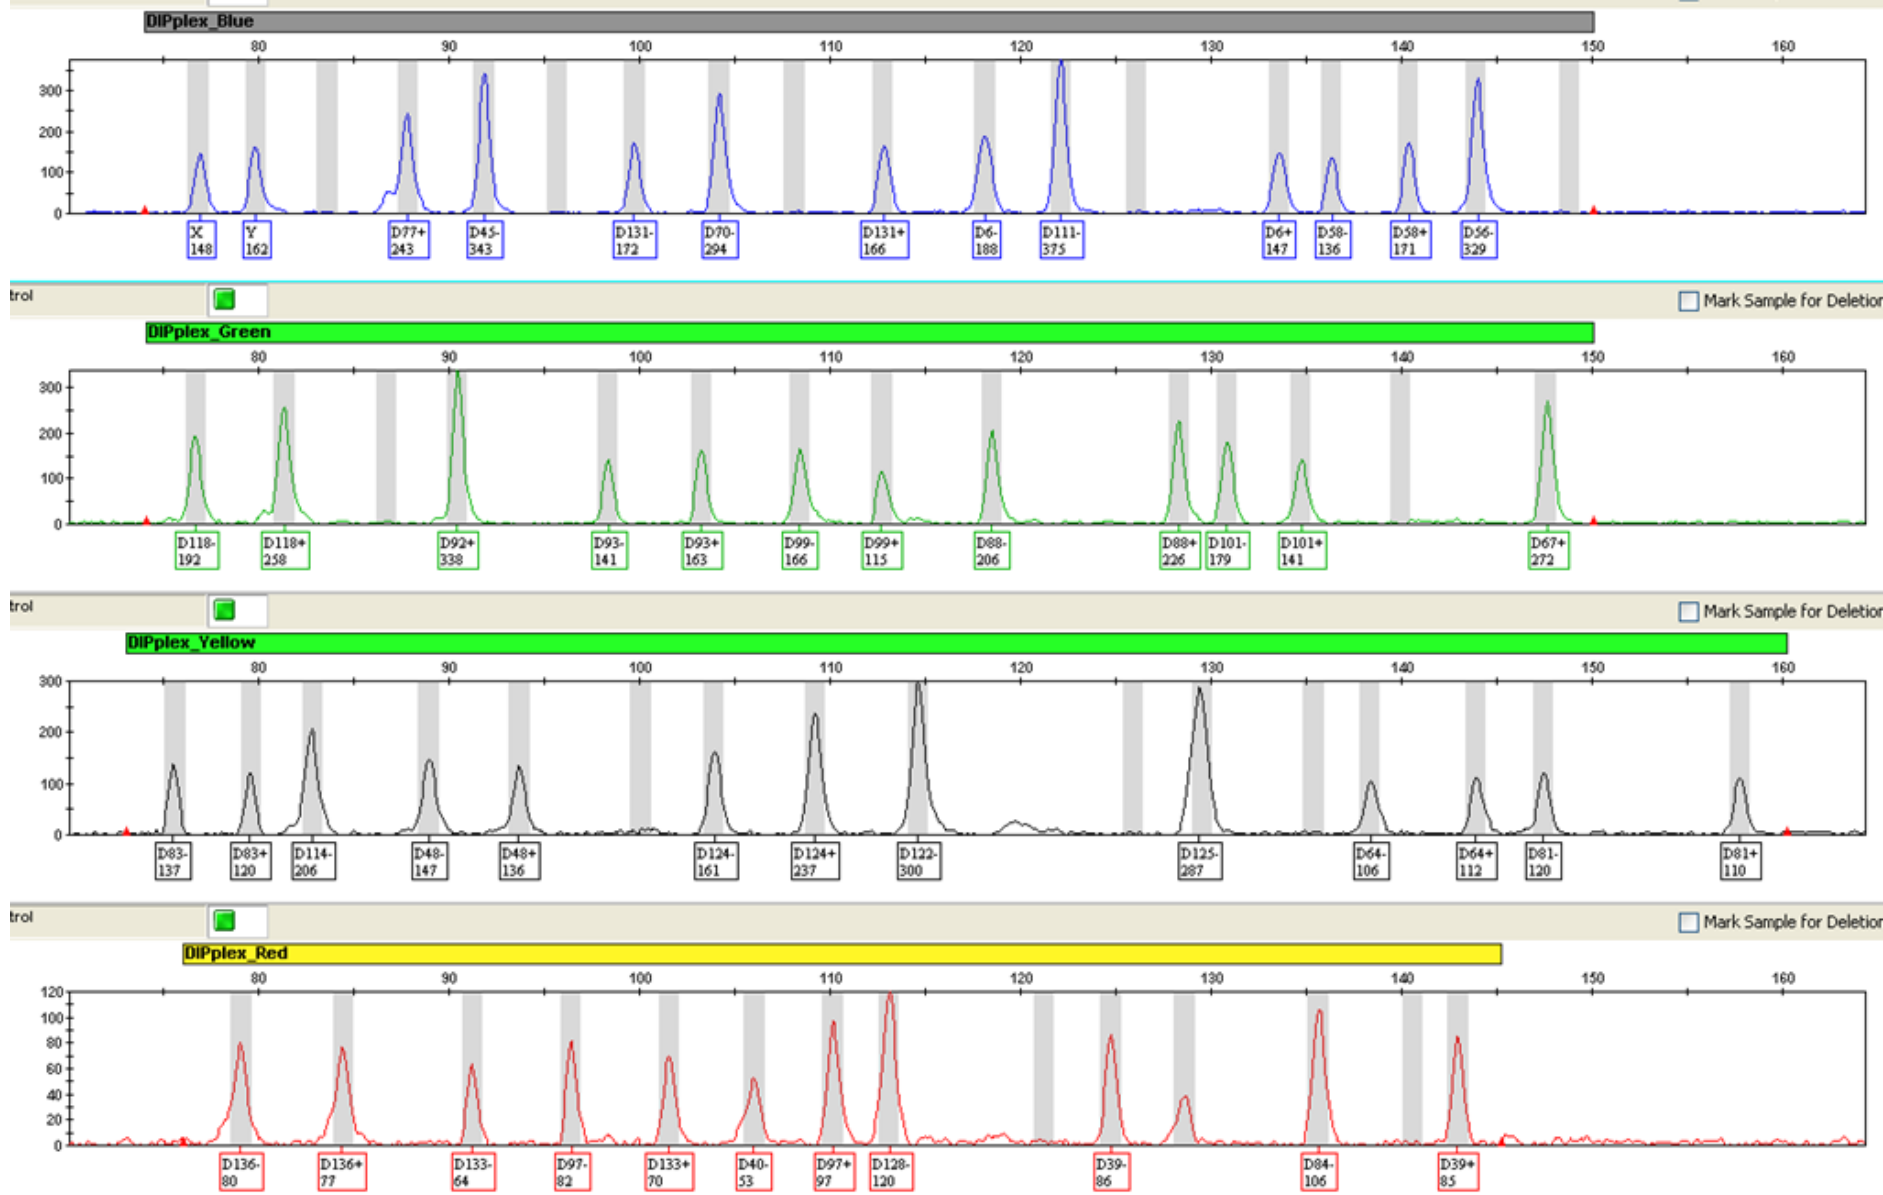 DIPplex_Blue
80 90 100 110 120 130 140 150 160
300
200
100
0
X Y D77+ D45- D131- D70- D131+ D6- D111- D6+ D58- D58+ D56-
148 162 243 343 172 294 166 188 375 147 136 171 329
trol Mark Sample for Deletion
DIPplex_Green
80 90 100 110 120 130 140 150 160
300
200
100
0
D118- D118+ D92+ D93- D93+ D99- D99+ D88- D88+ D101- D101+ D67+
192 258 338 141 163 166 115 206 226 179 141 272
trol Mark Sample for Deletion
DIPplex_Yellow
80 90 100 110 120 130 140 150 160
300
200
100
0
D83- D83+ D114- D48- D48+ D124- D124+ D122- D125- D64- D64+ D81- D81+
137 120 206 147 136 161 237 300 287 106 112 120 110
trol Mark Sample for Deletion
DIPplex_Red
80 90 100 110 120 130 140 150 160
120
100
80
60
40
20
0
D136- D136+ D133- D97- D133+ D40- D97+ D128- D39- D84- D39+
80 77 64 82 70 53 97 120 86 106 85